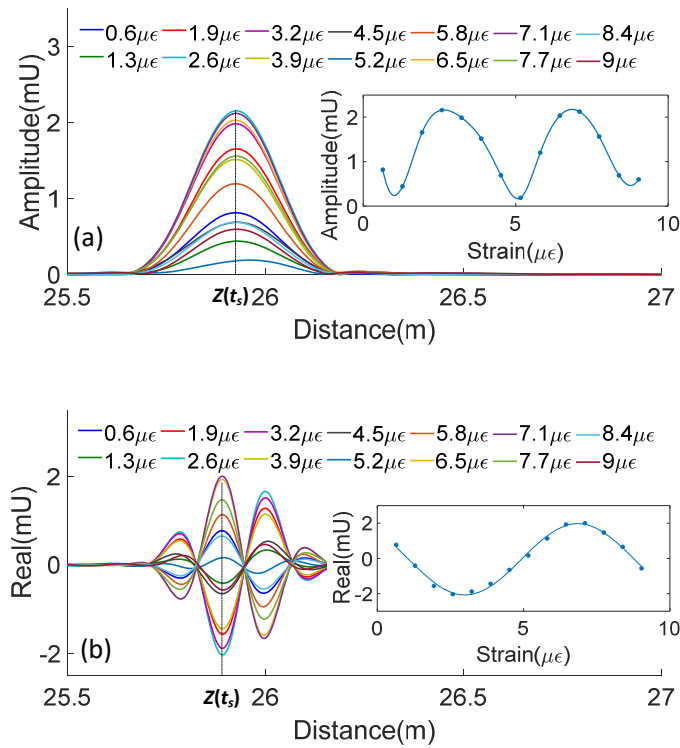 0.6με 1.9με 3.2με 4.5με 5.8με 7.1με 8.4με
1.3με 2.6με 3.9με 5.2με 6.5με 7.7με 9με
3
2
1
0
Amplitude(mU)
(a)
25.5 Z(tₛ) 26 26.5 27
Distance(m)
3
2
1
0
Amplitude(mU)
0 5 10
Strain(με)
0.6με 1.9με 3.2με 4.5με 5.8με 7.1με 8.4με
1.3με 2.6με 3.9με 5.2με 6.5με 7.7με 9με
2
0
-2
Real(mU)
(b)
25.5 Z(tₛ) 26 26.5 27
Distance(m)
2
0
-2
Real(mU)
0 5 10
Strain(με)